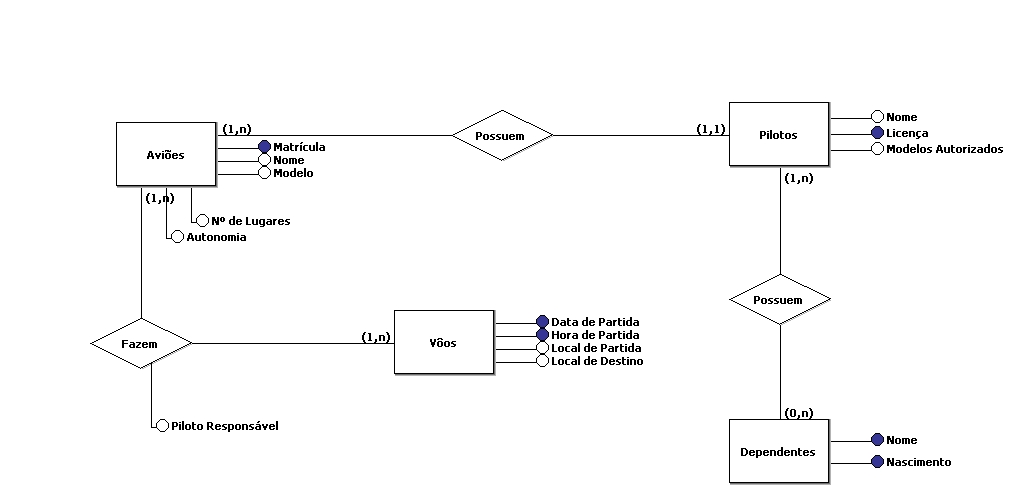 (1,n)
Possuem
(1,1)
Aviões
Matrícula
Nome
Modelo
(1,n)
Nº de Lugares
Autonomia
Pilotos
Nome
Licença
Modelos Autorizados
(1,n)
Possuem
Fazem
(1,n)
Vôos
Data de Partida
Hora de Partida
Local de Partida
Local de Destino
Piloto Responsável
(0,n)
Dependentes
Nome
Nascimento